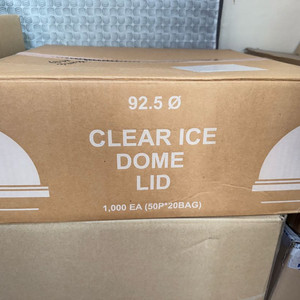 92.5 Ø
CLEAR ICE
DOME
LID
1,000 EA (50P*20BAG)